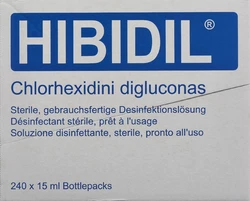 HIBIDIL®
Chlorhexidini digluconas
Sterile, gebrauchsfertige Desinfektionslösung
Désinfectant stérile, prêt à l'usage
Soluzione disinfettante, sterile, pronto all'uso
240 x 15 ml Bottlepacks